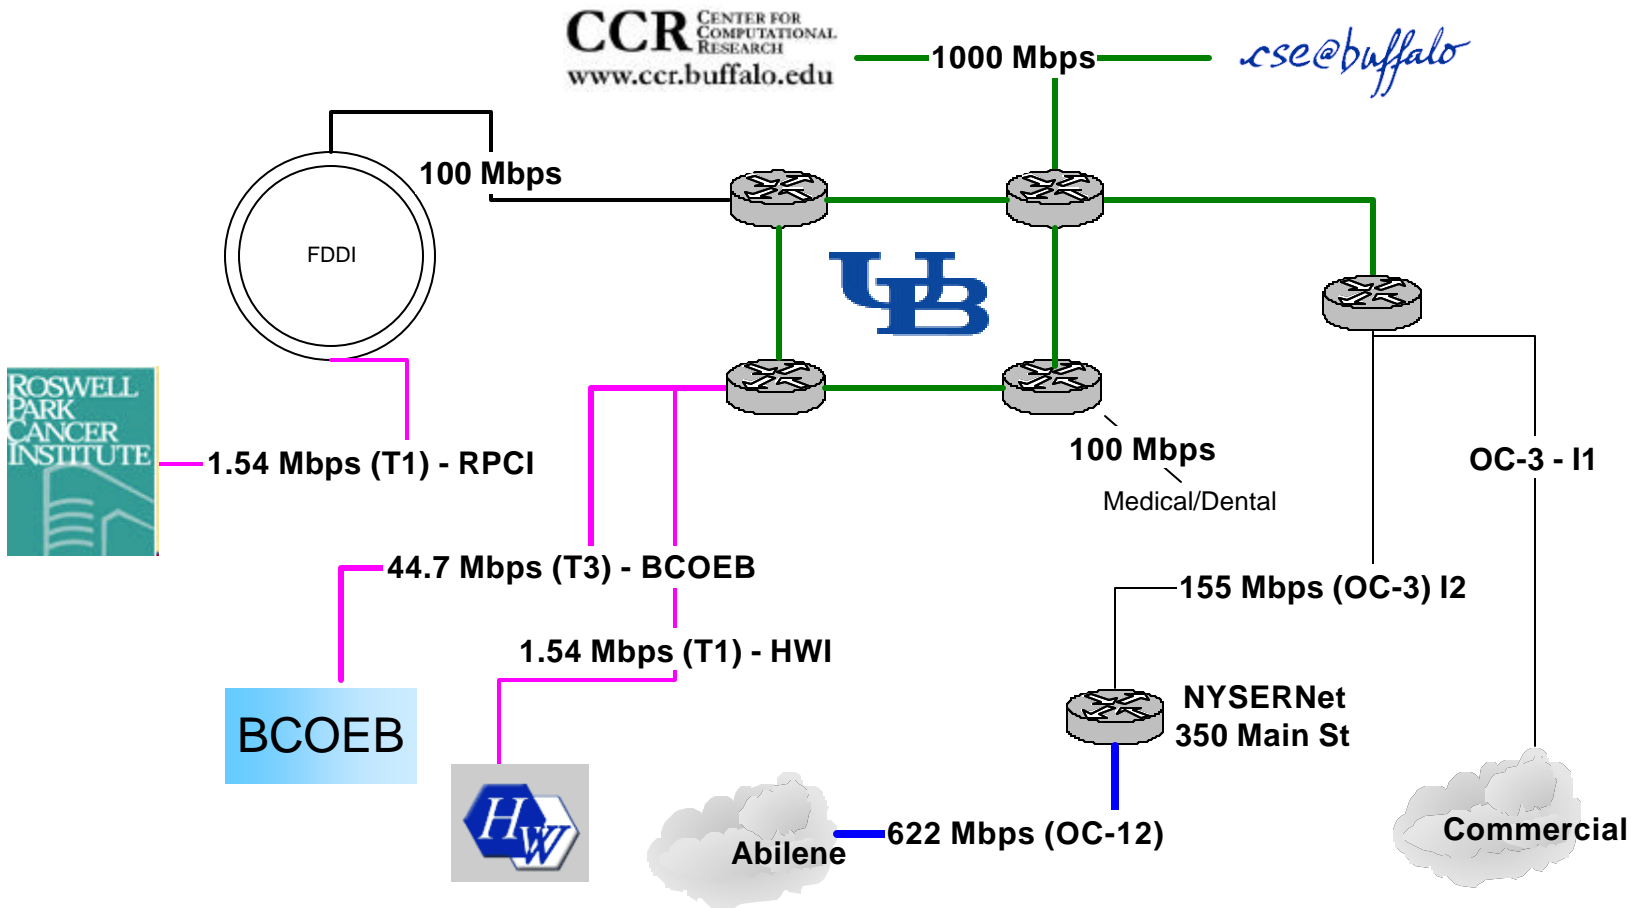 CCR CENTER FOR
COMPUTATIONAL
RESEARCH
www.ccr.buffalo.edu
1000 Mbps
cse@buffalo
100 Mbps
FDDI
UB
ROSWELL
PARK
CANCER
INSTITUTE
1.54 Mbps (T1) - RPCI
100 Mbps
Medical/Dental
OC-3 - I1
44.7 Mbps (T3) - BCOEB
155 Mbps (OC-3) I2
1.54 Mbps (T1) - HWI
NYSERNet
350 Main St
BCOEB
HW
Abilene
622 Mbps (OC-12)
Commercial